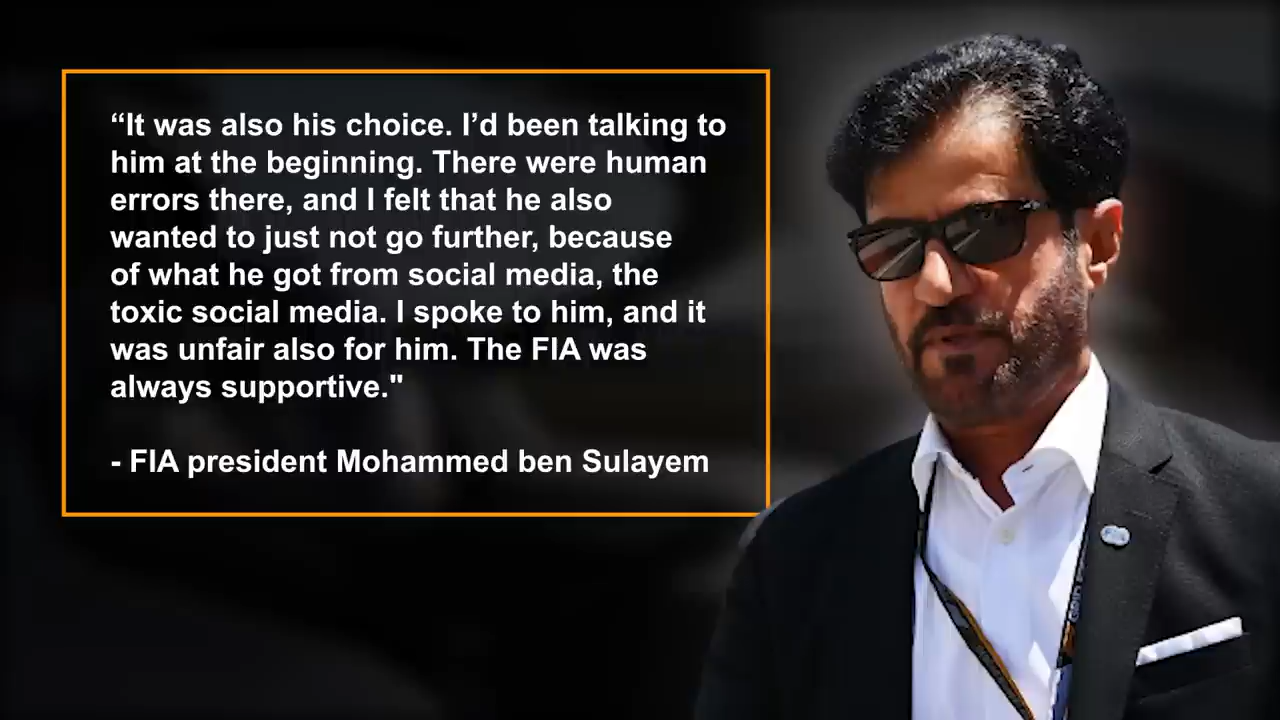 “It was also his choice. I’d been talking to
him at the beginning. There were human
errors there, and I felt that he also
wanted to just not go further, because
of what he got from social media, the
toxic social media. I spoke to him, and it
was unfair also for him. The FIA was
always supportive."
- FIA president Mohammed ben Sulayem
GRID